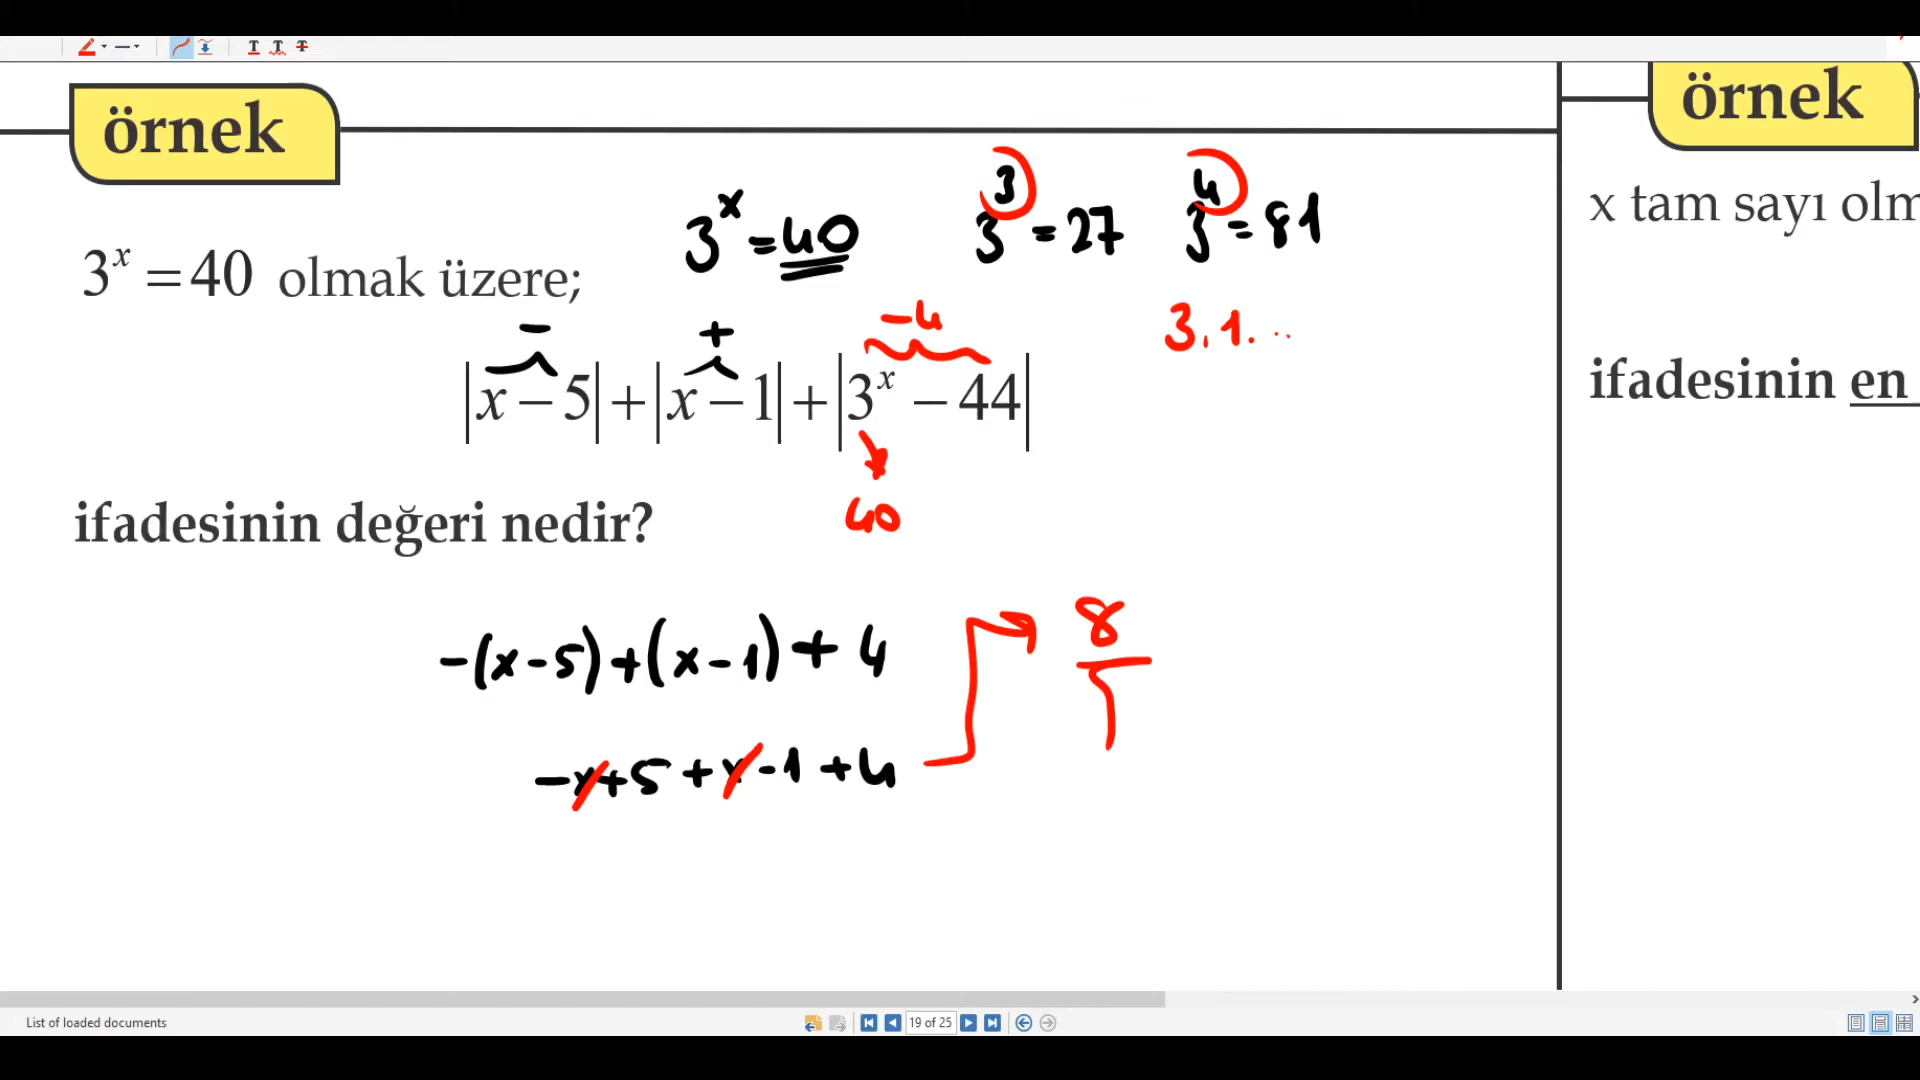 örnek
örnek
3^x = 40
3^3 = 27
3^4 = 81
x tam sayı olm
3^x = 40 olmak üzere;
- + -4
3,1...
|x − 5| + |x − 1| + |3^x − 44|
ifadesinin en
40
ifadesinin değeri nedir?
-(x-5)+(x-1)+4
8
-x+5+x-1+4
List of loaded documents
19 of 25